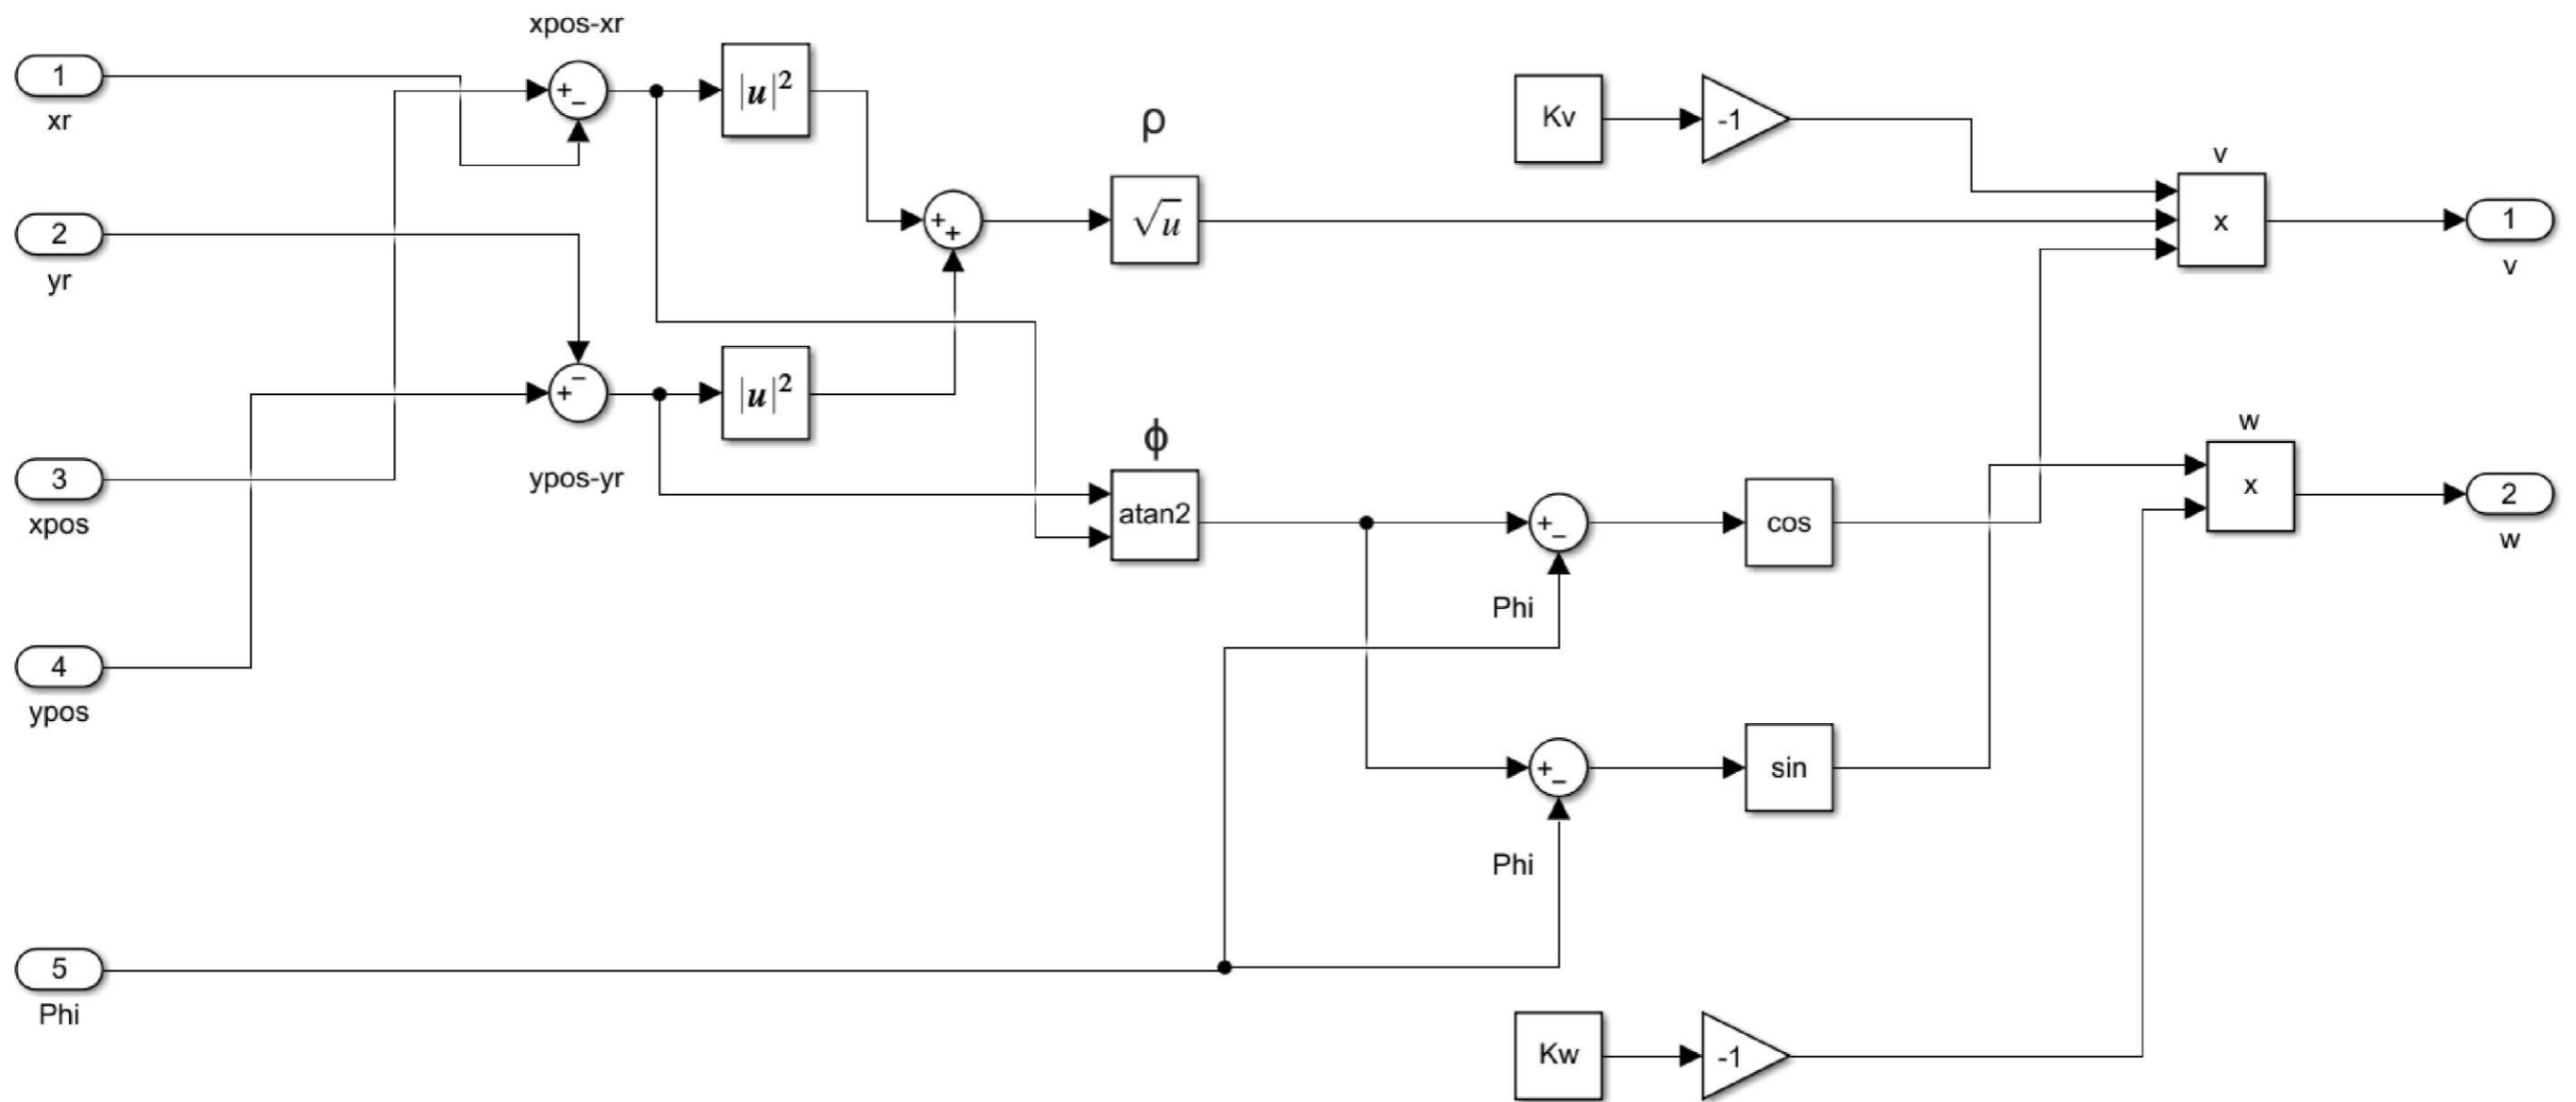 xpos-xr
1
xr
+
−
|u|²
ρ
Kv
-1
v
2
yr
+
+
√u
x
1
v
+
−
|u|²
ypos-yr
3
xpos
ϕ
atan2
+
−
cos
w
x
2
w
Phi
4
ypos
+
−
sin
Phi
5
Phi
Kw
-1